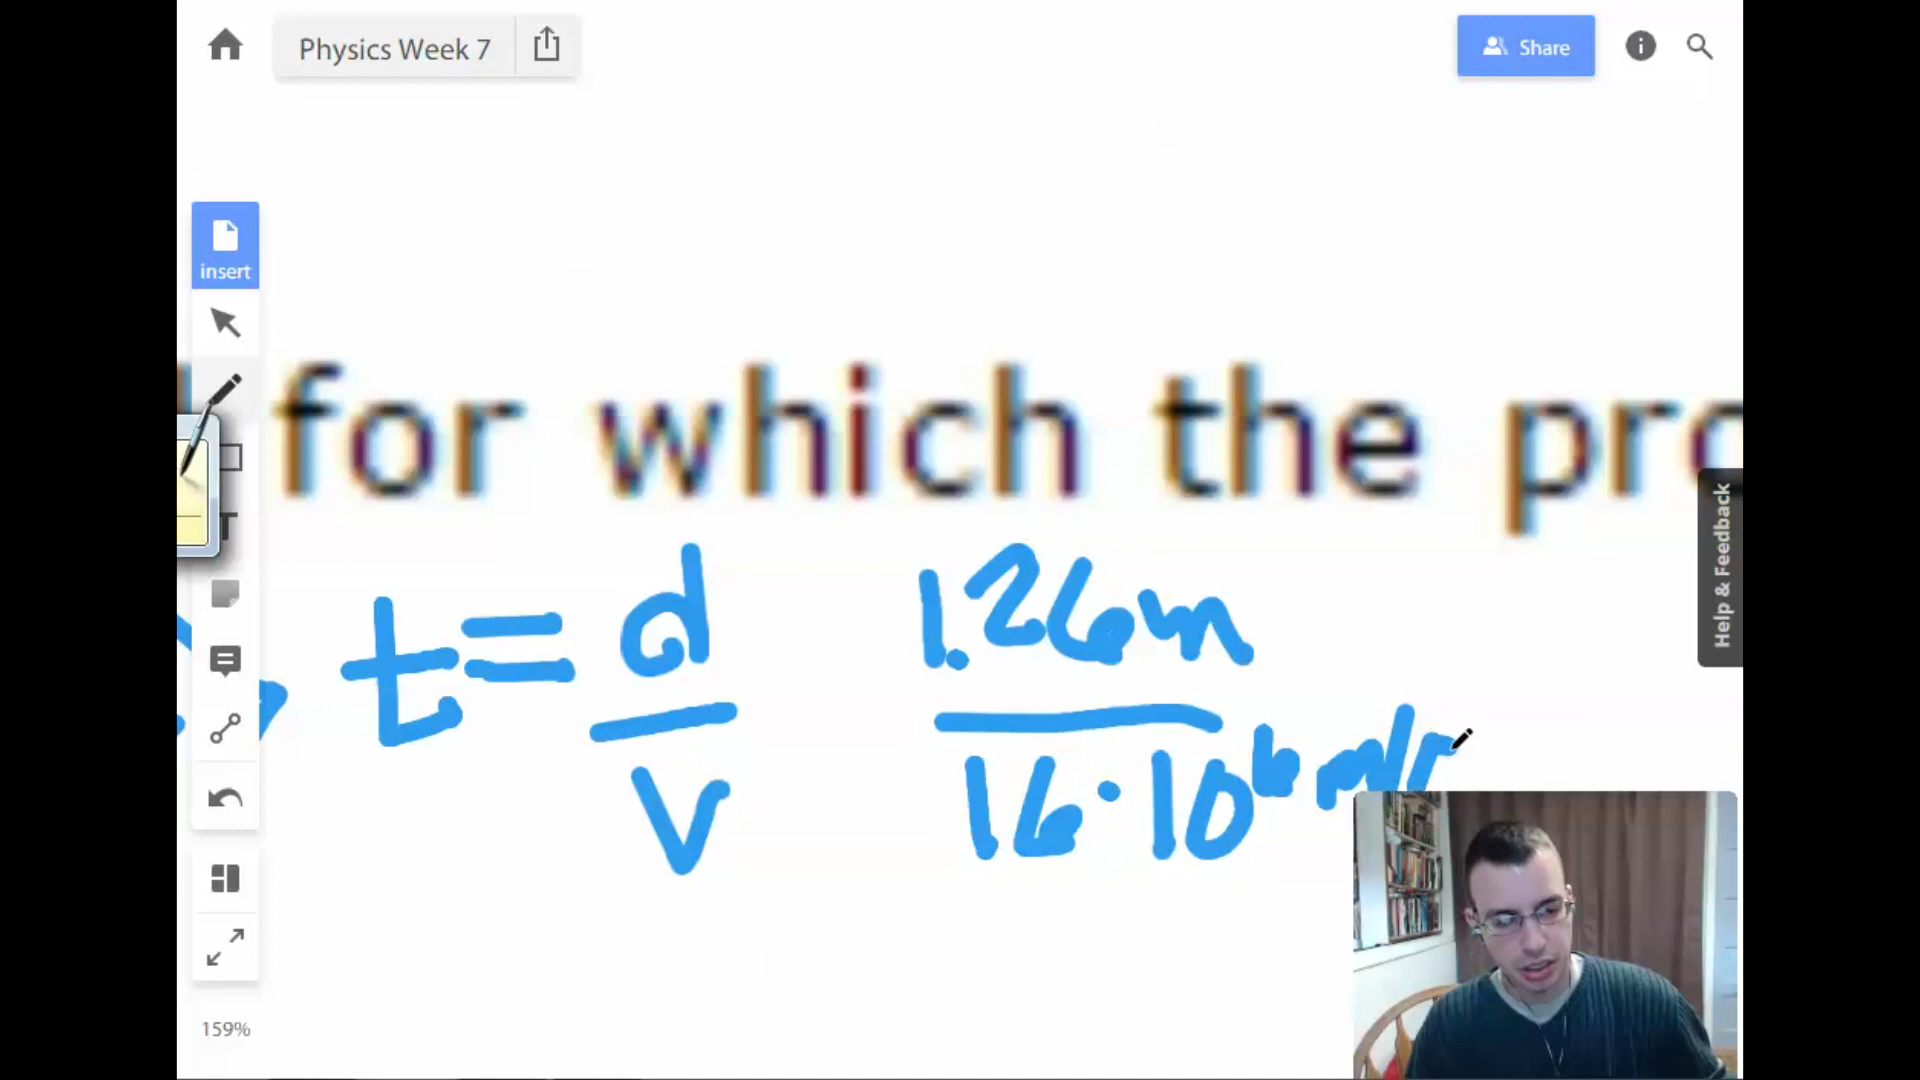 Physics Week 7
Share
insert
for which the pro
t = d/v 1.26m / 16·10⁶ m/s
Help & Feedback
159%